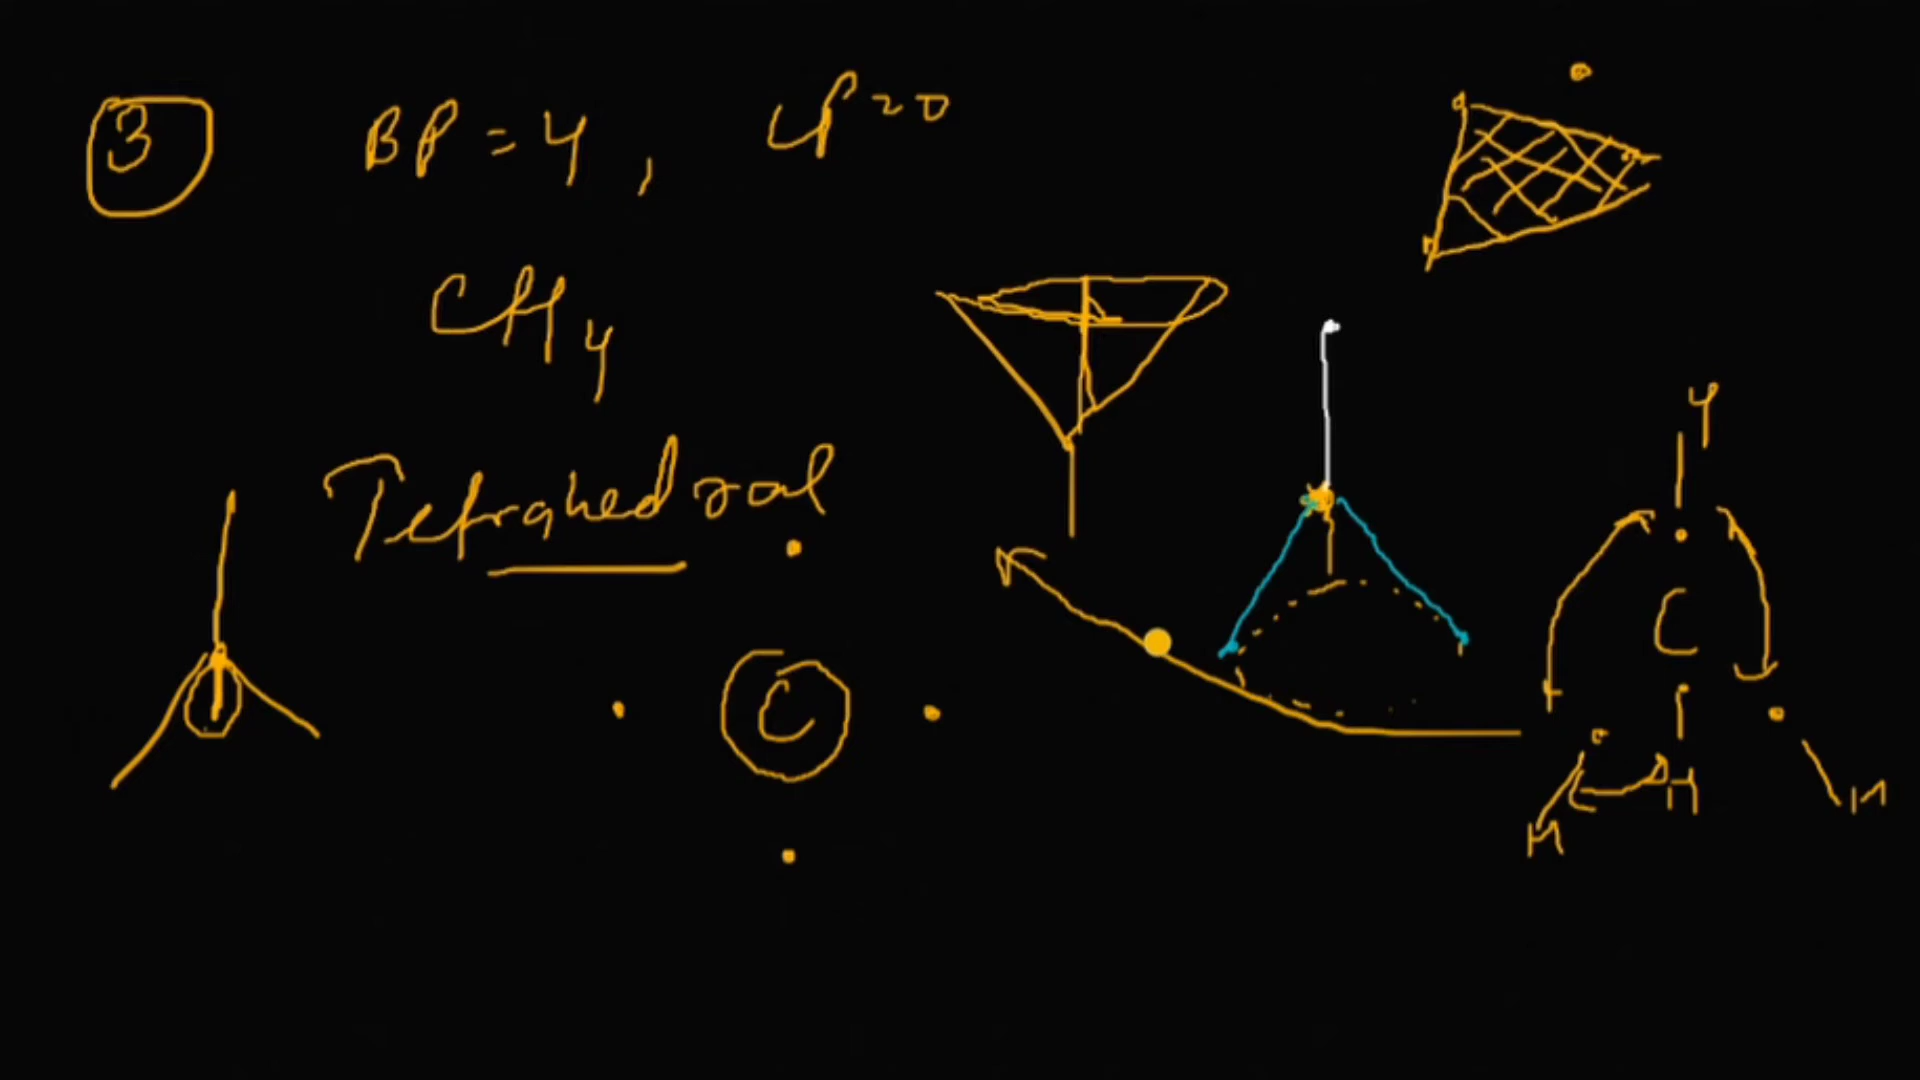 3 BP = 4, LP = 0
CH4
Tetrahedral
C
H
C
H H H